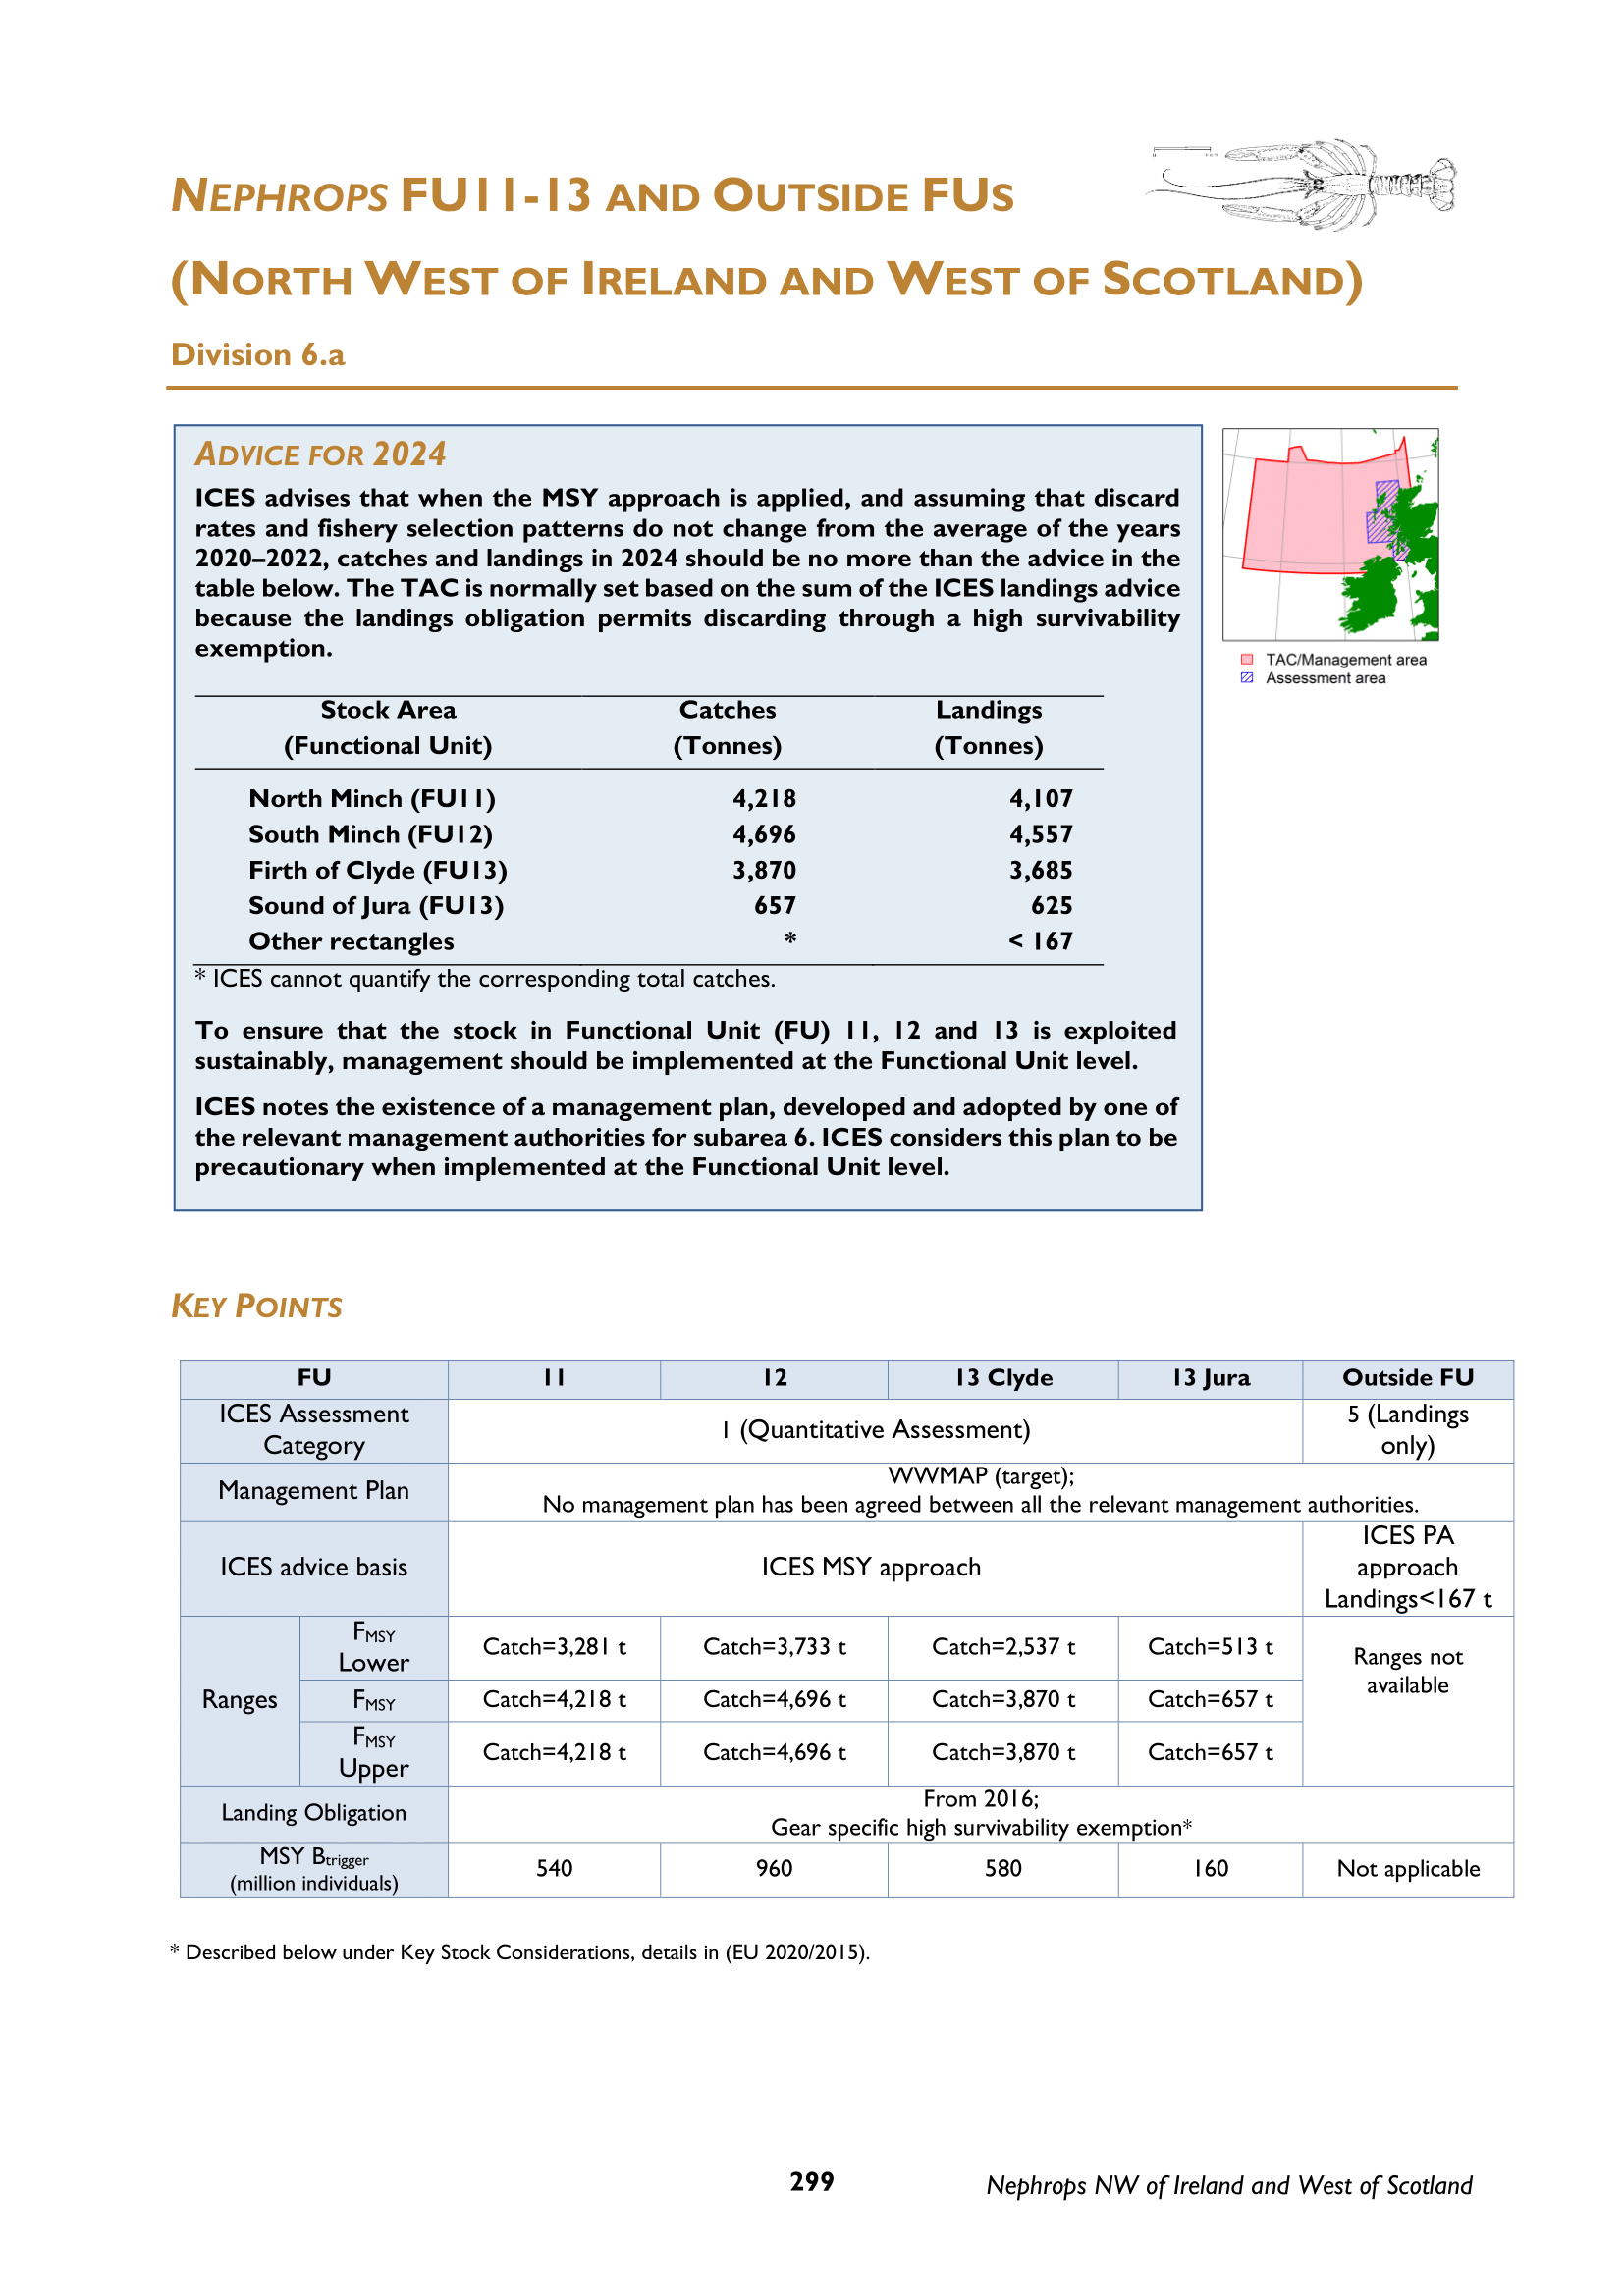 NEPHROPS FU11-13 AND OUTSIDE FUS
(NORTH WEST OF IRELAND AND WEST OF SCOTLAND)
Division 6.a
ADVICE FOR 2024
ICES advises that when the MSY approach is applied, and assuming that discard
rates and fishery selection patterns do not change from the average of the years
2020–2022, catches and landings in 2024 should be no more than the advice in the
table below. The TAC is normally set based on the sum of the ICES landings advice
because the landings obligation permits discarding through a high survivability
exemption.
TAC/Management area
Assessment area
Stock Area Catches Landings
(Functional Unit) (Tonnes) (Tonnes)
North Minch (FU11) 4,218 4,107
South Minch (FU12) 4,696 4,557
Firth of Clyde (FU13) 3,870 3,685
Sound of Jura (FU13) 657 625
Other rectangles * < 167
* ICES cannot quantify the corresponding total catches.
To ensure that the stock in Functional Unit (FU) 11, 12 and 13 is exploited
sustainably, management should be implemented at the Functional Unit level.
ICES notes the existence of a management plan, developed and adopted by one of
the relevant management authorities for subarea 6. ICES considers this plan to be
precautionary when implemented at the Functional Unit level.
KEY POINTS
FU 11 12 13 Clyde 13 Jura Outside FU
ICES Assessment
Category
1 (Quantitative Assessment)
5 (Landings
only)
Management Plan
WWMAP (target);
No management plan has been agreed between all the relevant management authorities.
ICES advice basis
ICES MSY approach
ICES PA
approach
Landings<167 t
Ranges
FMSY
Lower
Catch=3,281 t Catch=3,733 t Catch=2,537 t Catch=513 t
Ranges not
available
FMSY Catch=4,218 t Catch=4,696 t Catch=3,870 t Catch=657 t
FMSY
Upper
Catch=4,218 t Catch=4,696 t Catch=3,870 t Catch=657 t
Landing Obligation
From 2016;
Gear specific high survivability exemption*
MSY Btrigger
(million individuals)
540 960 580 160 Not applicable
* Described below under Key Stock Considerations, details in (EU 2020/2015).
299 Nephrops NW of Ireland and West of Scotland